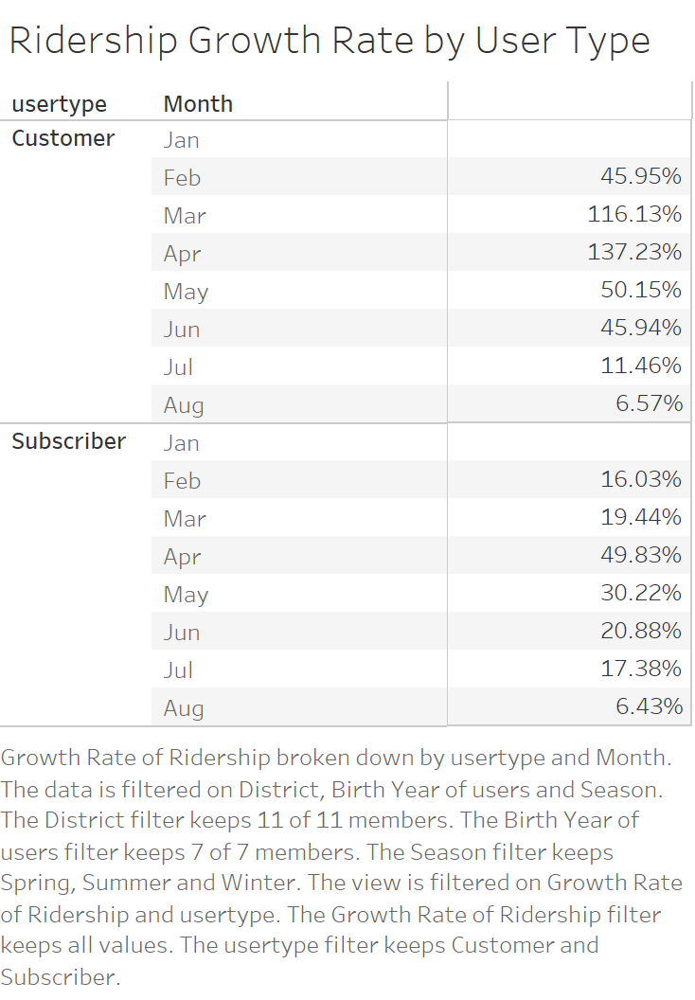 Ridership Growth Rate by User Type
usertype Month
Customer Jan
Feb 45.95%
Mar 116.13%
Apr 137.23%
May 50.15%
Jun 45.94%
Jul 11.46%
Aug 6.57%
Subscriber Jan
Feb 16.03%
Mar 19.44%
Apr 49.83%
May 30.22%
Jun 20.88%
Jul 17.38%
Aug 6.43%
Growth Rate of Ridership broken down by usertype and Month.
The data is filtered on District, Birth Year of users and Season.
The District filter keeps 11 of 11 members. The Birth Year of
users filter keeps 7 of 7 members. The Season filter keeps
Spring, Summer and Winter. The view is filtered on Growth Rate
of Ridership and usertype. The Growth Rate of Ridership filter
keeps all values. The usertype filter keeps Customer and
Subscriber.